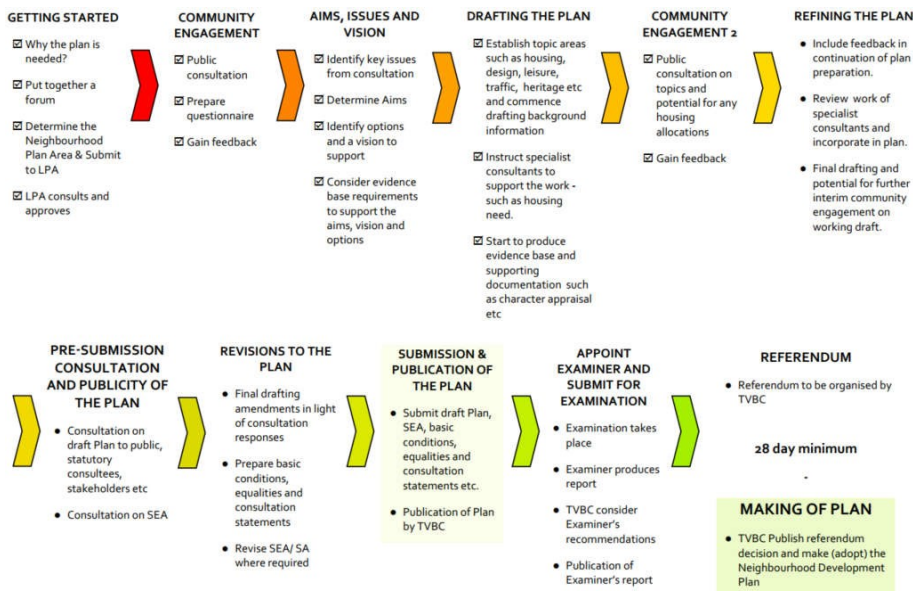 GETTING STARTED
☑ Why the plan is
needed?
☑ Put together a
forum
☑ Determine the
Neighbourhood
Plan Area & Submit
to LPA
☑ LPA consults and
approves
COMMUNITY
ENGAGEMENT
☑ Public
consultation
☑ Prepare
questionnaire
☑ Gain feedback
AIMS, ISSUES AND
VISION
☑ Identify key issues
from consultation
☑ Determine Aims
☑ Identify options
and a vision to
support
☑ Consider evidence
base requirements
to support the
aims, vision and
options
DRAFTING THE PLAN
☑ Establish topic areas
such as housing,
design, leisure,
traffic, heritage etc
and commence
drafting background
information
☑ Instruct specialist
consultants to
support the work -
such as housing
need.
☑ Start to produce
evidence base and
supporting
documentation such
as character appraisal
etc
COMMUNITY
ENGAGEMENT 2
☑ Public
consultation on
topics and
potential for any
housing
allocations
☑ Gain feedback
REFINING THE PLAN
• Include feedback in
continuation of plan
preparation.
• Review work of
specialist
consultants and
incorporate in plan.
• Final drafting and
potential for further
interim community
engagement on
working draft.
PRE-SUBMISSION
CONSULTATION
AND PUBLICITY OF
THE PLAN
• Consultation on
draft Plan to public,
statutory
consultees,
stakeholders etc
• Consultation on SEA
REVISIONS TO THE
PLAN
• Final drafting
amendments in light
of consultation
responses
• Prepare basic
conditions,
equalities and
consultation
statements
• Revise SEA/ SA
where required
SUBMISSION &
PUBLICATION OF
THE PLAN
• Submit draft Plan,
SEA, basic
conditions,
equalities and
consultation
statements etc.
• Publication of Plan
by TVBC
APPOINT
EXAMINER AND
SUBMIT FOR
EXAMINATION
• Examination takes
place
• Examiner produces
report
• TVBC consider
Examiner's
recommendations
• Publication of
Examiner's report
REFERENDUM
• Referendum to be organised by
TVBC
28 day minimum
-
MAKING OF PLAN
• TVBC Publish referendum
decision and make (adopt) the
Neighbourhood Development
Plan